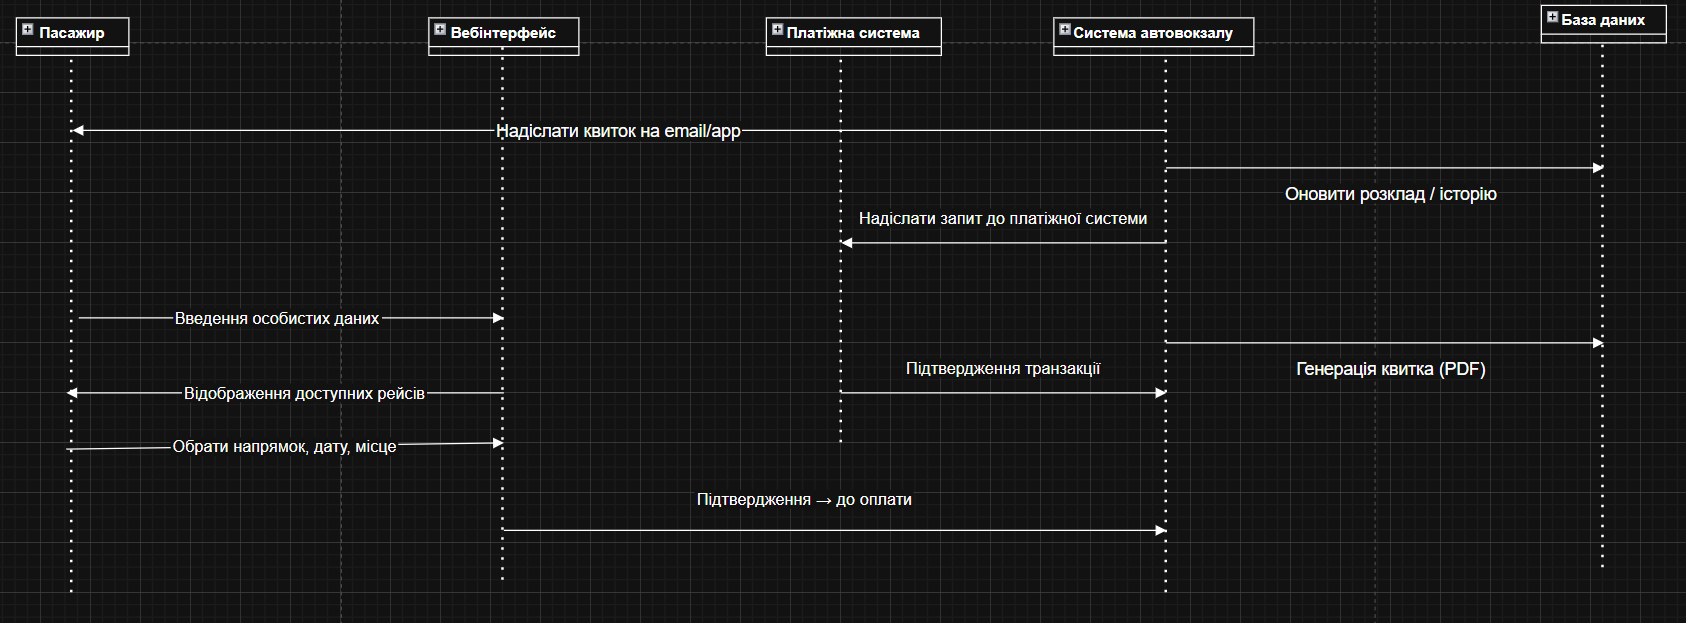 Пасажир
Вебінтерфейс
Платіжна система
Система автовокзалу
База даних
Надіслати квиток на email/app
Оновити розклад / історію
Надіслати запит до платіжної системи
Введення особистих даних
Підтвердження транзакції
Генерація квитка (PDF)
Відображення доступних рейсів
Обрати напрямок, дату, місце
Підтвердження → до оплати